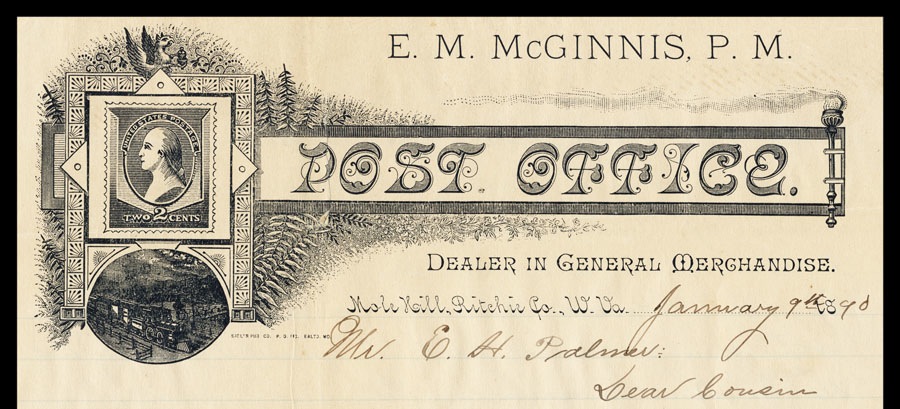 E. M. McGINNIS, P. M.
UNITED STATES POSTAGE
TWO 2 CENTS
POST OFFICE.
DEALER IN GENERAL MERCHANDISE.
Mole Hill, Ritchie Co., W. Va. January 9th 1890
Mr. E. H. Palmer:
Dear Cousin